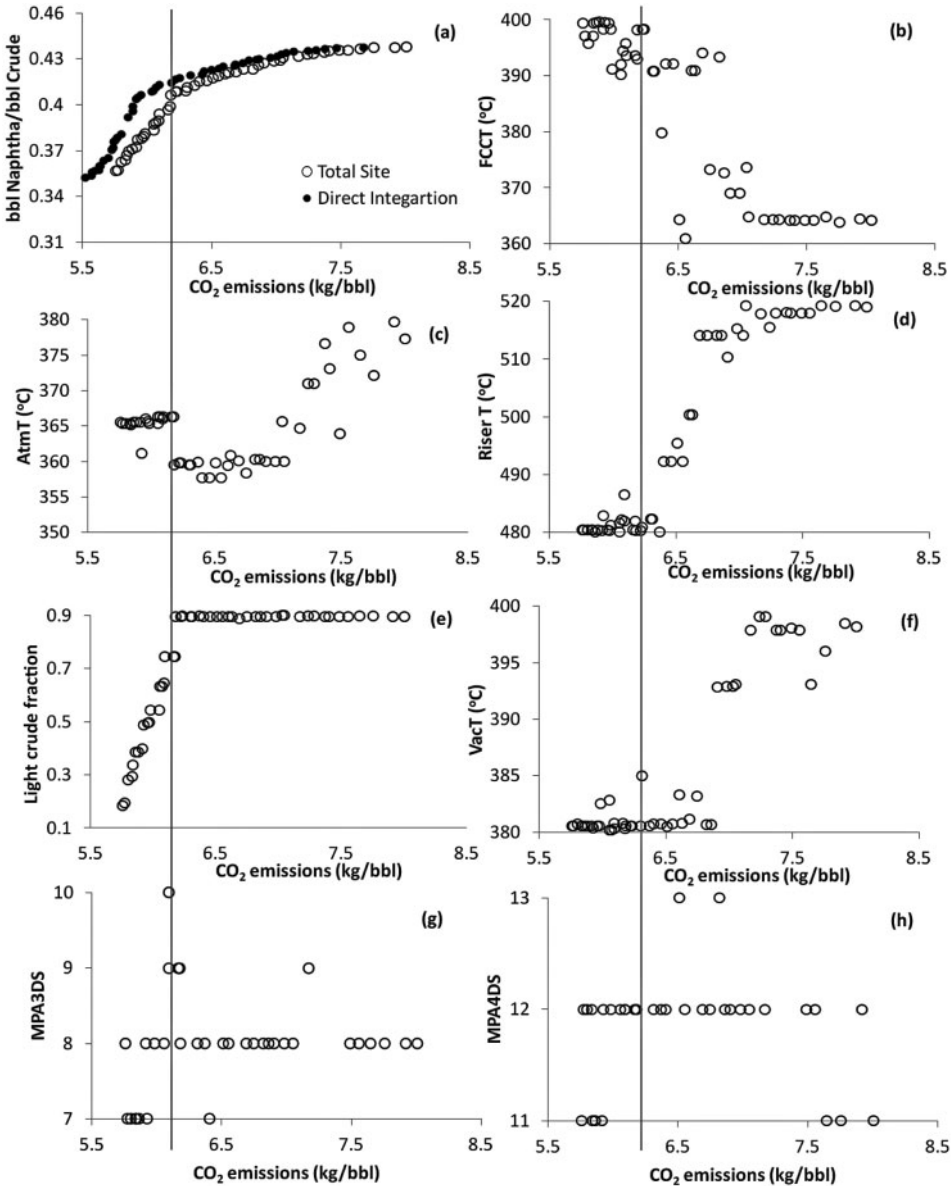 (a)
bbl Naphtha/bbl Crude
0.46
0.43
0.4
0.37
0.34
0.31
Total Site
Direct Integartion
5.5 6.5 7.5 8.5
CO2 emissions (kg/bbl)
(b)
FCCT (°C)
400
390
380
370
360
5.5 6.5 7.5 8.5
CO2 emissions (kg/bbl)
(c)
AtmT (°C)
380
375
370
365
360
355
350
5.5 6.5 7.5 8.5
CO2 emissions (kg/bbl)
(d)
Riser T (°C)
520
510
500
490
480
5.5 6.5 7.5 8.5
CO2 emissions (kg/bbl)
(e)
Light crude fraction
0.9
0.7
0.5
0.3
0.1
5.5 6.5 7.5 8.5
CO2 emissions (kg/bbl)
(f)
VacT (°C)
400
395
390
385
380
5.5 6.5 7.5 8.5
CO2 emissions (kg/bbl)
(g)
MPA3DS
10
9
8
7
5.5 6.5 7.5 8.5
CO2 emissions (kg/bbl)
(h)
MPA4DS
13
12
11
5.5 6.5 7.5 8.5
CO2 emissions (kg/bbl)